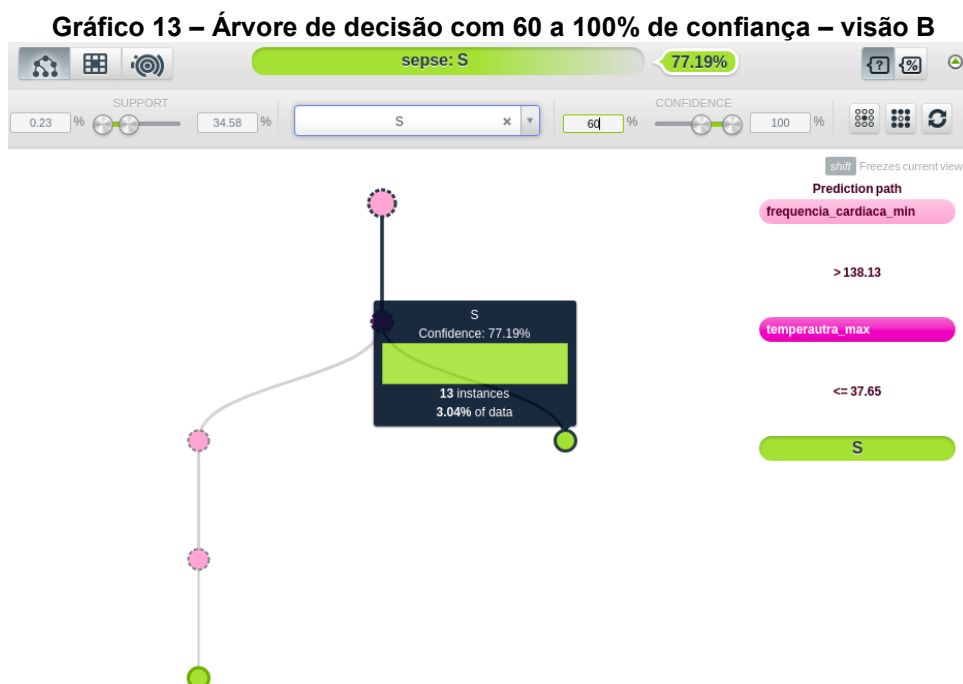 Gráfico 13 – Árvore de decisão com 60 a 100% de confiança – visão B
sepse: S
77.19%
SUPPORT
0.23 %
34.58 %
S
CONFIDENCE
60 %
100 %
shift Freezes current view
Prediction path
frequencia_cardiaca_min
> 138.13
temperautra_max
<= 37.65
S
S
Confidence: 77.19%
13 instances
3.04% of data